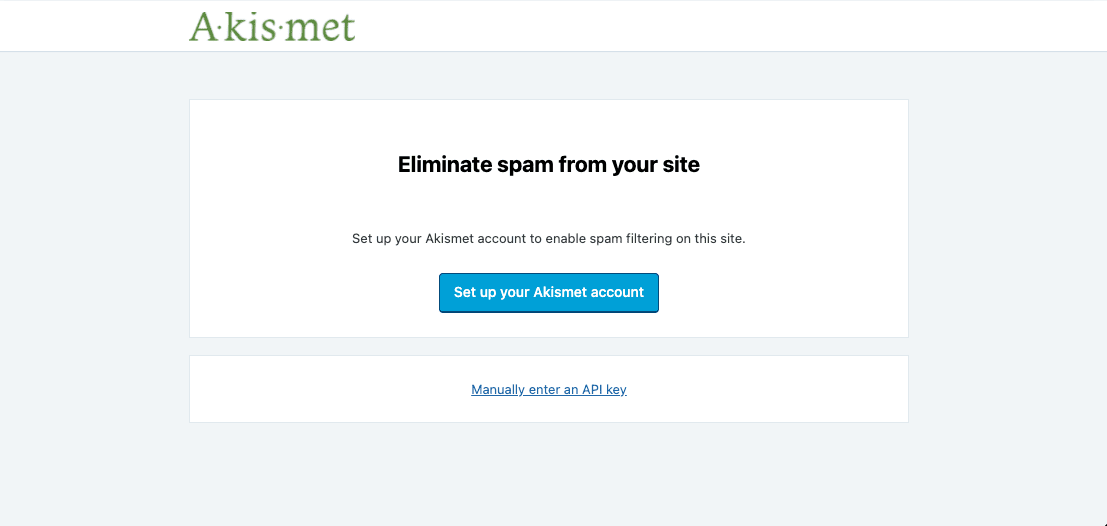 A·kis·met
Eliminate spam from your site
Set up your Akismet account to enable spam filtering on this site.
Set up your Akismet account
Manually enter an API key